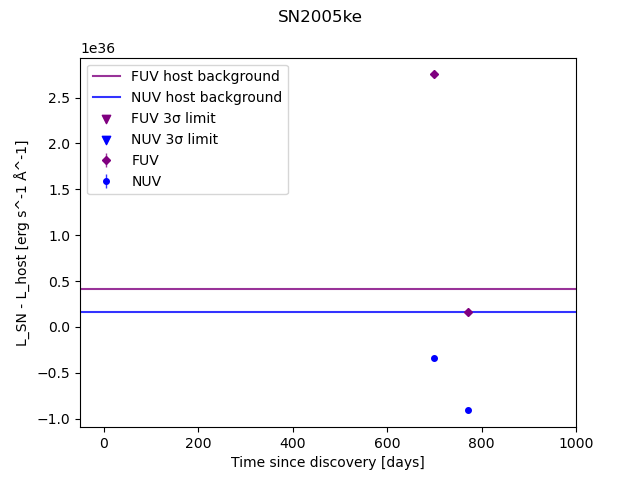 SN2005ke
1e36
FUV host background
NUV host background
FUV 3σ limit
NUV 3σ limit
FUV
NUV
L_SN - L_host [erg s^-1 Å^-1]
2.5
2.0
1.5
1.0
0.5
0.0
−0.5
−1.0
0 200 400 600 800 1000
Time since discovery [days]